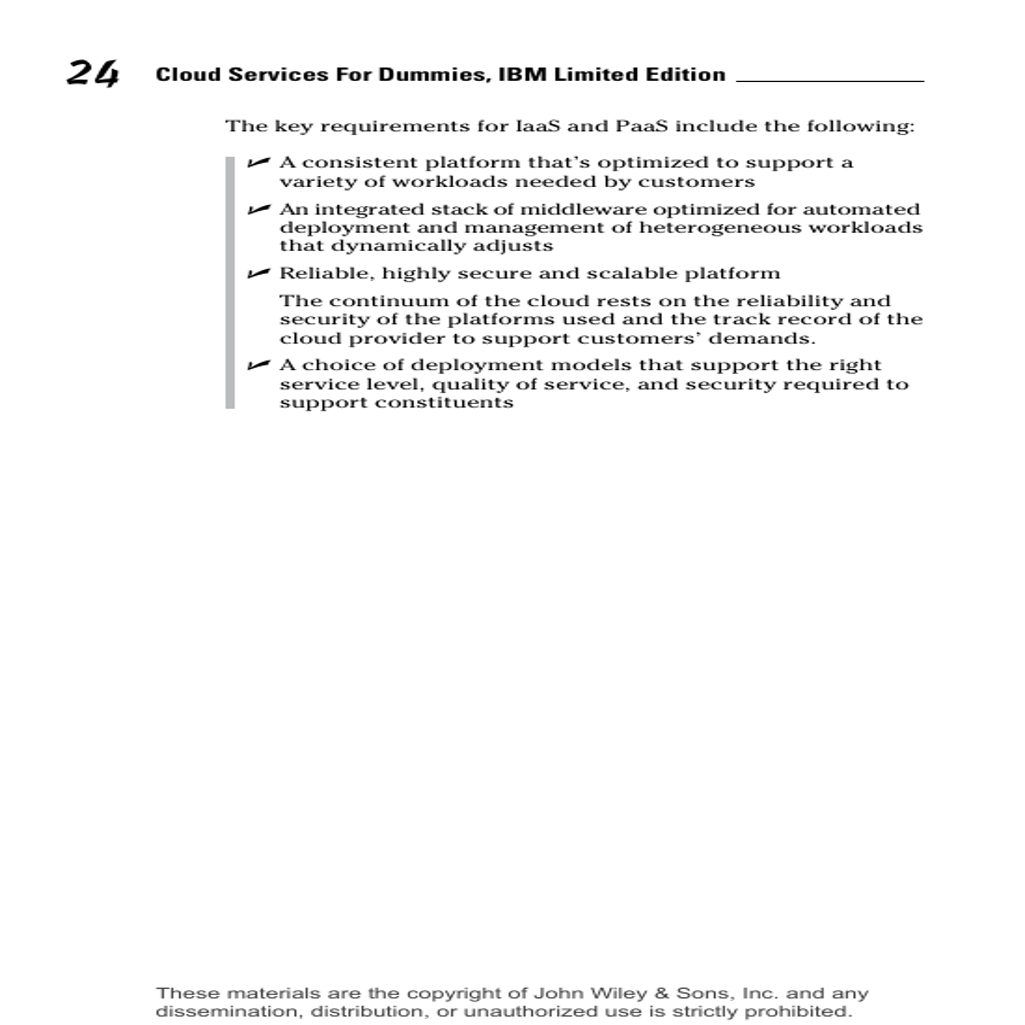 24 Cloud Services For Dummies, IBM Limited Edition
The key requirements for IaaS and PaaS include the following:
✓ A consistent platform that's optimized to support a
variety of workloads needed by customers
✓ An integrated stack of middleware optimized for automated
deployment and management of heterogeneous workloads
that dynamically adjusts
✓ Reliable, highly secure and scalable platform
The continuum of the cloud rests on the reliability and
security of the platforms used and the track record of the
cloud provider to support customers' demands.
✓ A choice of deployment models that support the right
service level, quality of service, and security required to
support constituents
These materials are the copyright of John Wiley & Sons, Inc. and any
dissemination, distribution, or unauthorized use is strictly prohibited.